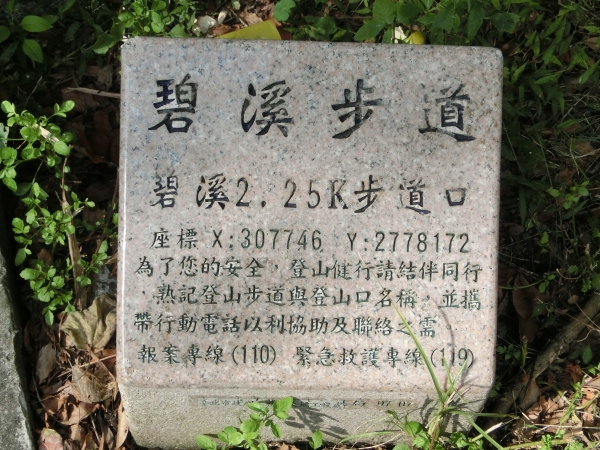 碧溪步道
碧溪2.25K步道口
座標 X:307746 Y:2778172
為了您的安全，登山健行請結伴同行
，熟記登山步道與登山口名稱，並攜
帶行動電話以利協助及聯絡之需
報案專線(110) 緊急救護專線(119)